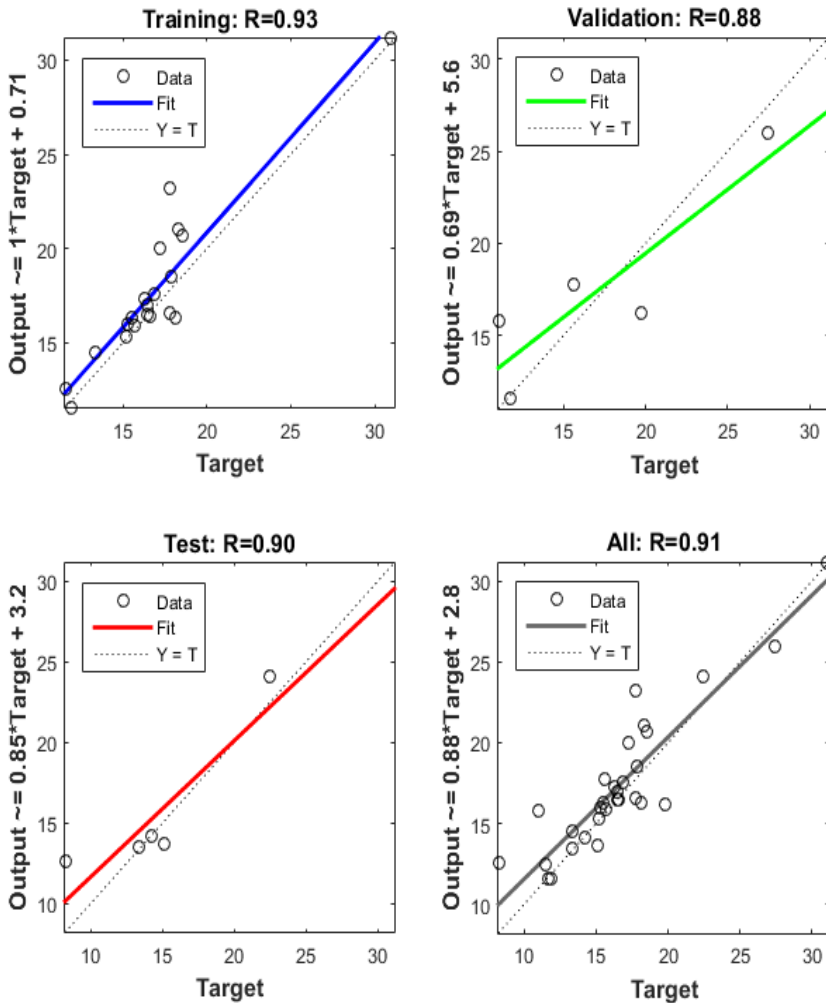 Training: R=0.93
Output ~= 1*Target + 0.71
30
25
20
15
Data
Fit
Y = T
15 20 25 30
Target
Validation: R=0.88
Output ~= 0.69*Target + 5.6
30
25
20
15
Data
Fit
Y = T
15 20 25 30
Target
Test: R=0.90
Output ~= 0.85*Target + 3.2
30
25
20
15
10
Data
Fit
Y = T
10 15 20 25 30
Target
All: R=0.91
Output ~= 0.88*Target + 2.8
30
25
20
15
10
Data
Fit
Y = T
10 15 20 25 30
Target